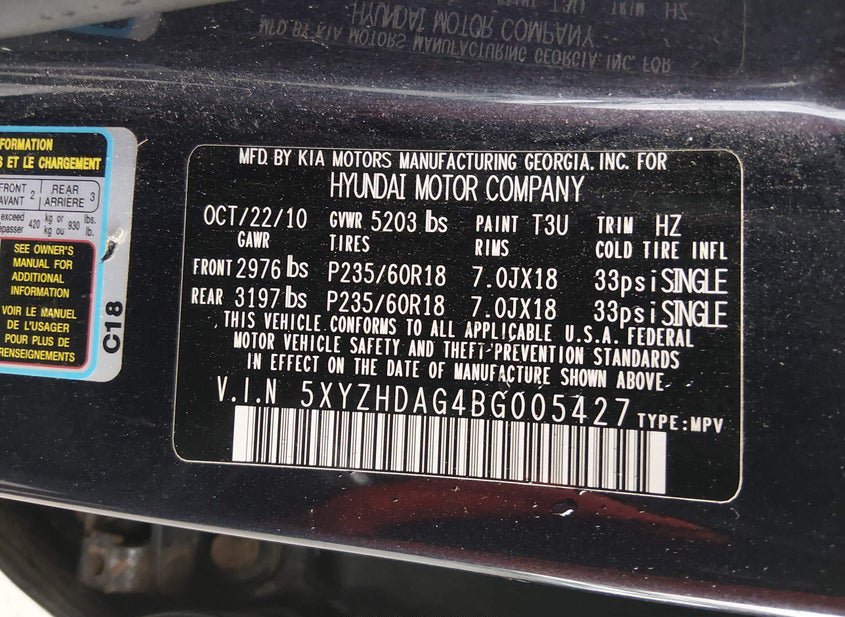 MFD. BY KIA MOTORS MANUFACTURING GEORGIA. INC. FOR
HYUNDAI MOTOR COMPANY
OCT/22/10 GVWR 5203 lbs PAINT T3U TRIM HZ
GAWR TIRES RIMS COLD TIRE INFL
FRONT 2976 lbs P235/60R18 7.0JX18 33psi SINGLE
REAR 3197 lbs P235/60R18 7.0JX18 33psi SINGLE
THIS VEHICLE CONFORMS TO ALL APPLICABLE U.S.A. FEDERAL
MOTOR VEHICLE SAFETY AND THEFT PREVENTION STANDARDS
IN EFFECT ON THE DATE OF MANUFACTURE SHOWN ABOVE.
V.I.N 5XYZHDAG4BG005427 TYPE:MPV
ET LE CHARGEMENT
FRONT 2 REAR 3
AVANT ARRIERE
exceed 420 kg or 930 lbs.
kg ou lb.
SEE OWNER'S
MANUAL FOR
ADDITIONAL
INFORMATION
VOIR LE MANUEL
DE L'USAGER
POUR PLUS DE
RENSEIGNEMENTS
C18